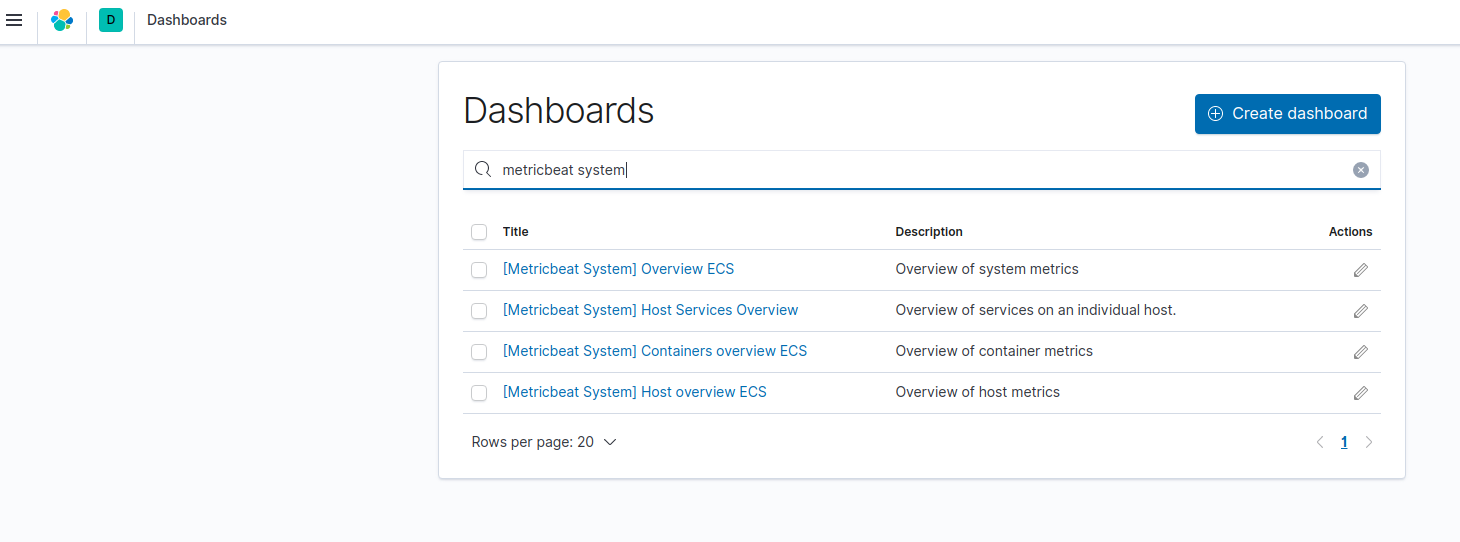 D Dashboards
Dashboards
Create dashboard
metricbeat system
Title Description Actions
[Metricbeat System] Overview ECS Overview of system metrics
[Metricbeat System] Host Services Overview Overview of services on an individual host.
[Metricbeat System] Containers overview ECS Overview of container metrics
[Metricbeat System] Host overview ECS Overview of host metrics
Rows per page: 20 1